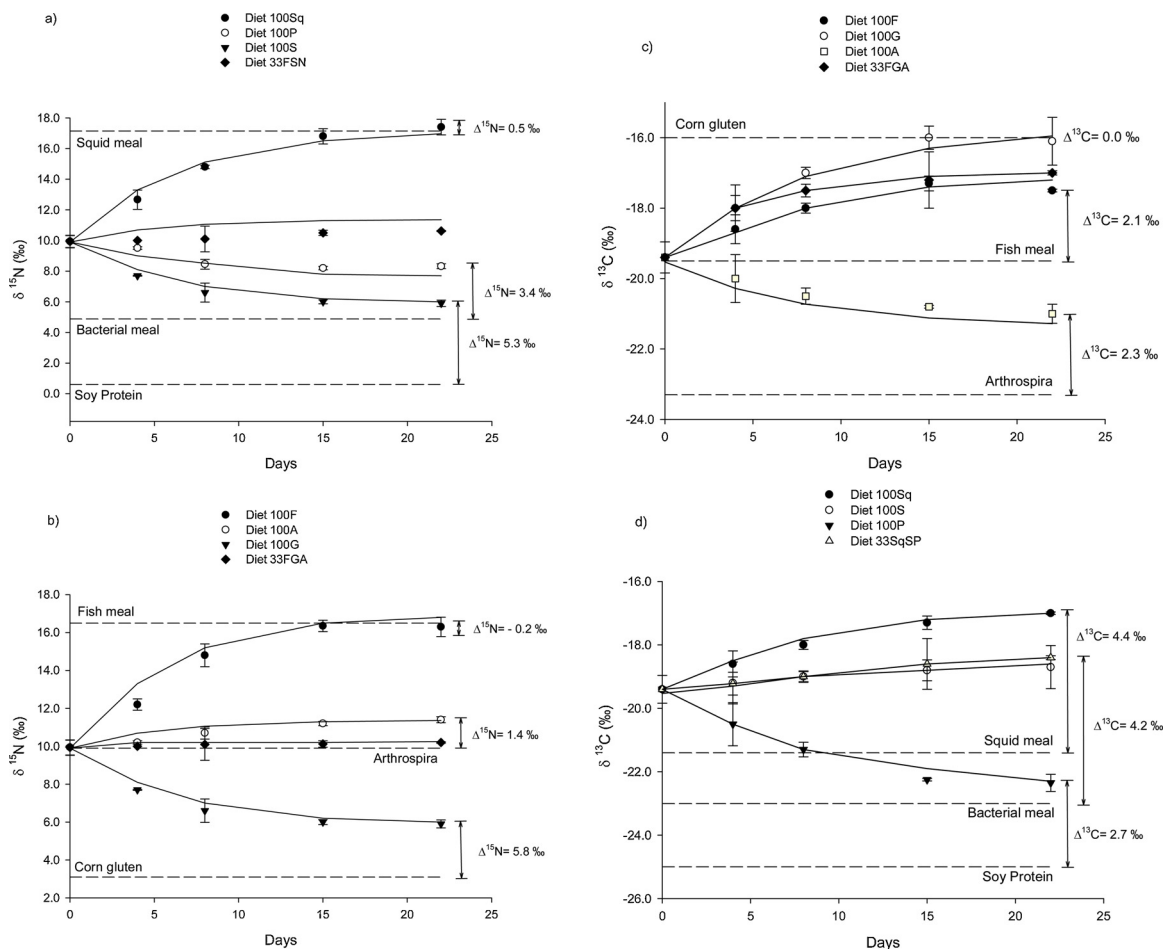 a)
Diet 100Sq
Diet 100P
Diet 100S
Diet 33FSN
δ ¹⁵N (‰)
18.0
16.0
14.0
12.0
10.0
8.0
6.0
4.0
2.0
0.0
Squid meal
Bacterial meal
Soy Protein
Δ¹⁵N= 0.5 ‰
Δ¹⁵N= 3.4 ‰
Δ¹⁵N= 5.3 ‰
0 5 10 15 20 25
Days
c)
Diet 100F
Diet 100G
Diet 100A
Diet 33FGA
δ ¹³C (‰)
-16.0
-18.0
-20.0
-22.0
-24.0
Corn gluten
Fish meal
Arthrospira
Δ¹³C= 0.0 ‰
Δ¹³C= 2.1 ‰
Δ¹³C= 2.3 ‰
0 5 10 15 20 25
Days
b)
Diet 100F
Diet 100A
Diet 100G
Diet 33FGA
δ ¹⁵N (‰)
18.0
16.0
14.0
12.0
10.0
8.0
6.0
4.0
2.0
Fish meal
Arthrospira
Corn gluten
Δ¹⁵N= - 0.2 ‰
Δ¹⁵N= 1.4 ‰
Δ¹⁵N= 5.8 ‰
0 5 10 15 20 25
Days
d)
Diet 100Sq
Diet 100S
Diet 100P
Diet 33SqSP
δ ¹³C (‰)
-16.0
-18.0
-20.0
-22.0
-24.0
-26.0
Squid meal
Bacterial meal
Soy Protein
Δ¹³C= 4.4 ‰
Δ¹³C= 4.2 ‰
Δ¹³C= 2.7 ‰
0 5 10 15 20 25
Days